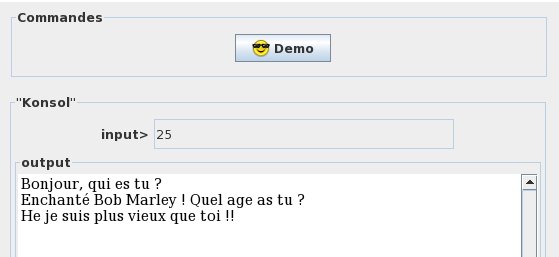 Commandes
Demo
"Konsol"
input> 25
output
Bonjour, qui es tu ?
Enchanté Bob Marley ! Quel age as tu ?
He je suis plus vieux que toi !!